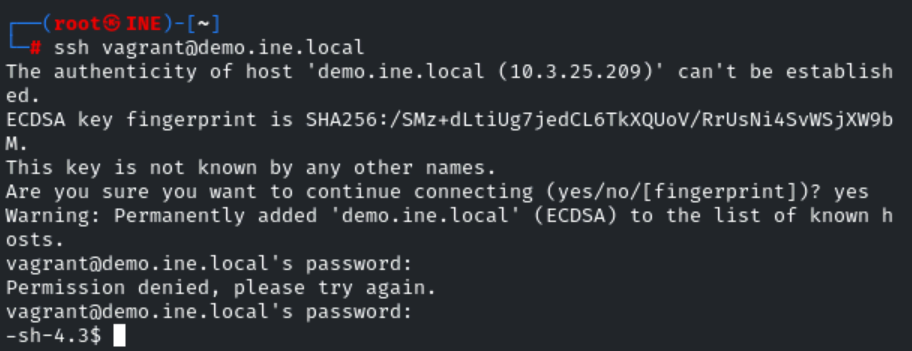 ┌──(root㉿INE)-[~]
└─# ssh vagrant@demo.ine.local
The authenticity of host 'demo.ine.local (10.3.25.209)' can't be establish
ed.
ECDSA key fingerprint is SHA256:/SMz+dLtiUg7jedCL6TkXQUoV/RrUsNi4SvWSjXW9b
M.
This key is not known by any other names.
Are you sure you want to continue connecting (yes/no/[fingerprint])? yes
Warning: Permanently added 'demo.ine.local' (ECDSA) to the list of known h
osts.
vagrant@demo.ine.local's password:
Permission denied, please try again.
vagrant@demo.ine.local's password:
-sh-4.3$